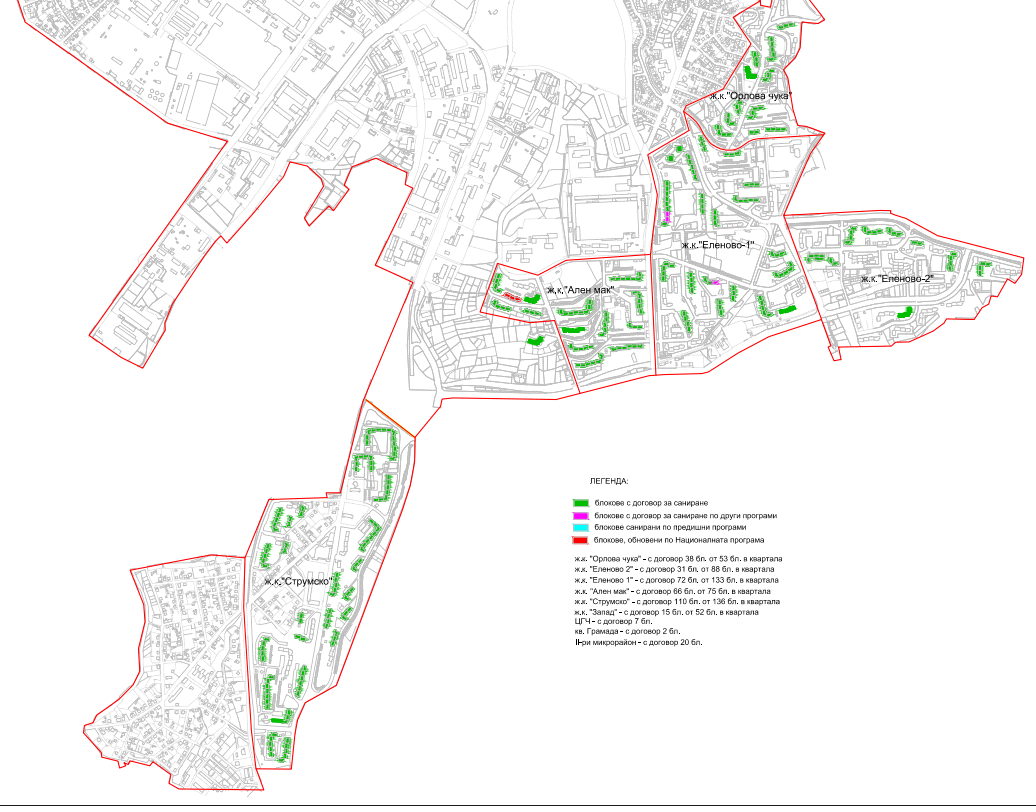 ж.к."Орлова чука"
ж.к."Еленово-1"
ж.к."Еленово-2"
ж.к."Ален мак"
ж.к."Струмско"
ЛЕГЕНДА:
блокове с договор за саниране
блокове с договор за саниране по други програми
блокове санирани по предишни програми
блокове, обновени по Националната програма
ж.к. "Орлова чука" - с договор 38 бл. от 53 бл. в квартала
ж.к. "Еленово 2" - с договор 31 бл. от 88 бл. в квартала
ж.к. "Еленово 1" - с договор 72 бл. от 133 бл. в квартала
ж.к. "Ален мак" - с договор 66 бл. от 75 бл. в квартала
ж.к. "Струмско" - с договор 110 бл. от 136 бл. в квартала
ж.к. "Запад" - с договор 15 бл. от 52 бл. в квартала
ЦГЧ - с договор 7 бл.
кв. Грамада - с договор 2 бл.
II-ри микрорайон - с договор 20 бл.